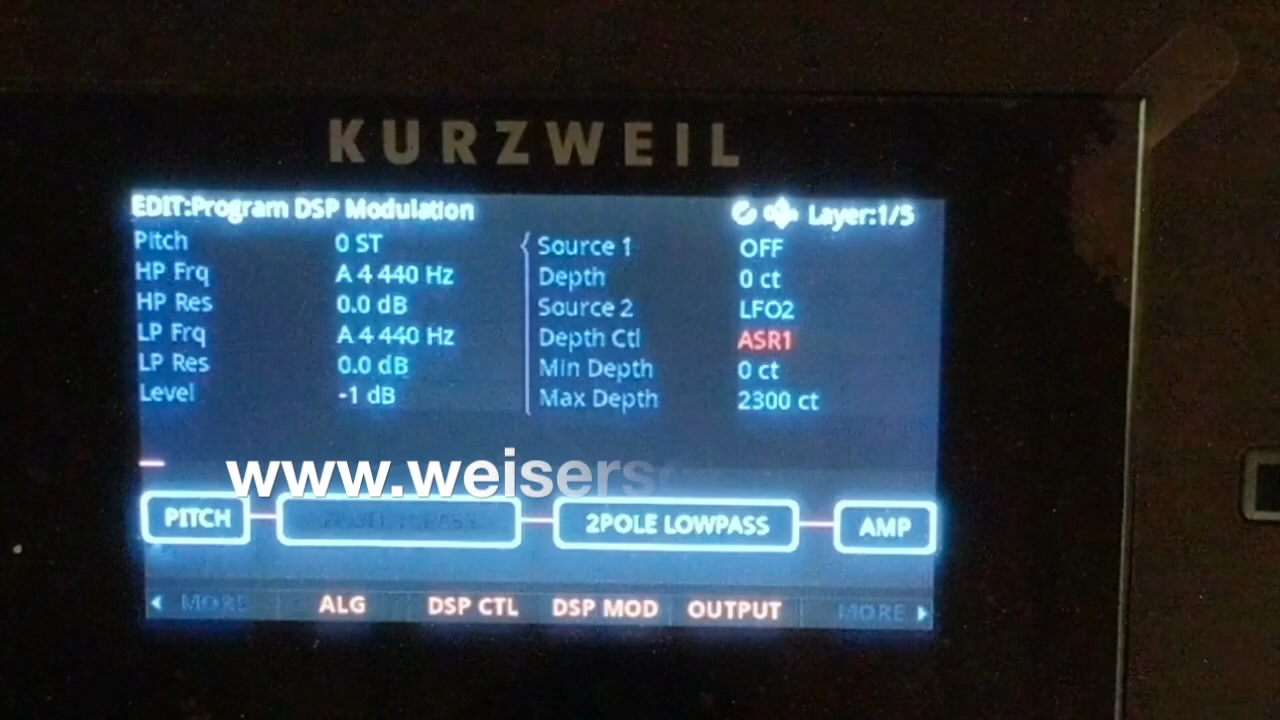 KURZWEIL
EDIT:Program DSP Modulation Layer:1/5
Pitch 0 ST Source 1 OFF
HP Frq A 4 440 Hz Depth 0 ct
HP Res 0.0 dB Source 2 LFO2
LP Frq A 4 440 Hz Depth Ctl ASR1
LP Res 0.0 dB Min Depth 0 ct
Level -1 dB Max Depth 2300 ct
www.weisers
PITCH 2POLE LOWPASS AMP
MORE ALG DSP CTL DSP MOD OUTPUT MORE